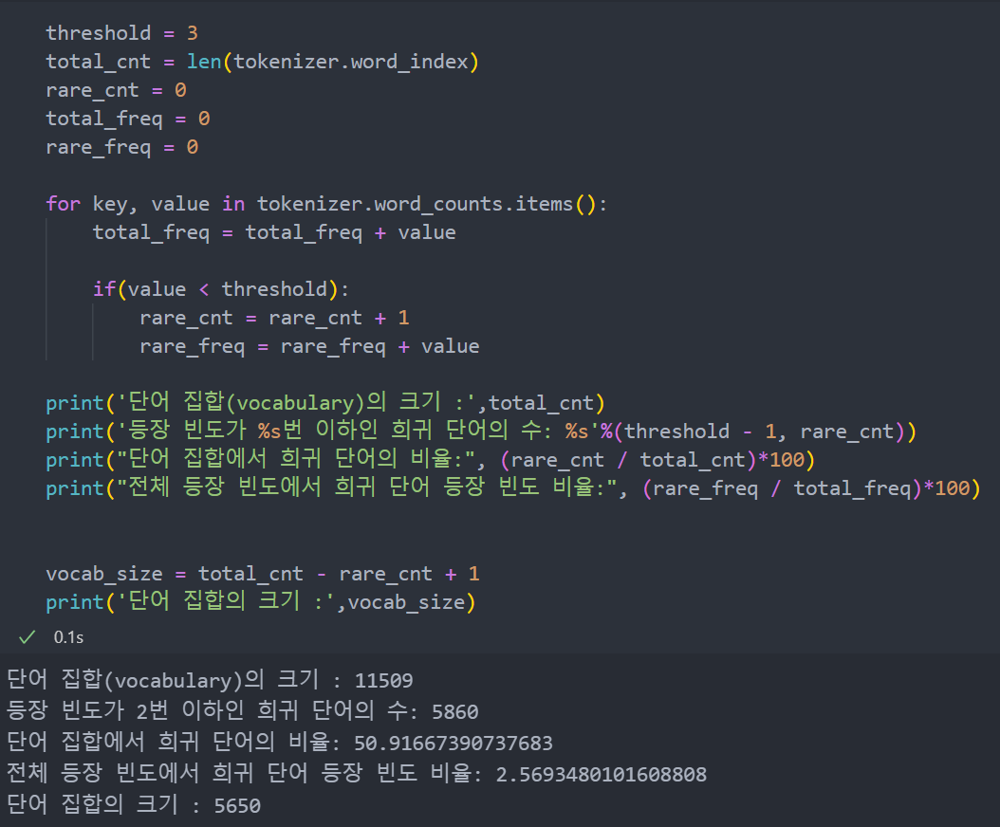 threshold = 3
total_cnt = len(tokenizer.word_index)
rare_cnt = 0
total_freq = 0
rare_freq = 0
for key, value in tokenizer.word_counts.items():
total_freq = total_freq + value
if(value < threshold):
rare_cnt = rare_cnt + 1
rare_freq = rare_freq + value
print('단어 집합(vocabulary)의 크기 :',total_cnt)
print('등장 빈도가 %s번 이하인 희귀 단어의 수: %s'%(threshold - 1, rare_cnt))
print("단어 집합에서 희귀 단어의 비율:", (rare_cnt / total_cnt)*100)
print("전체 등장 빈도에서 희귀 단어 등장 빈도 비율:", (rare_freq / total_freq)*100)
vocab_size = total_cnt - rare_cnt + 1
print('단어 집합의 크기 :',vocab_size)
0.1s
단어 집합(vocabulary)의 크기 : 11509
등장 빈도가 2번 이하인 희귀 단어의 수: 5860
단어 집합에서 희귀 단어의 비율: 50.91667390737683
전체 등장 빈도에서 희귀 단어 등장 빈도 비율: 2.5693480101608808
단어 집합의 크기 : 5650